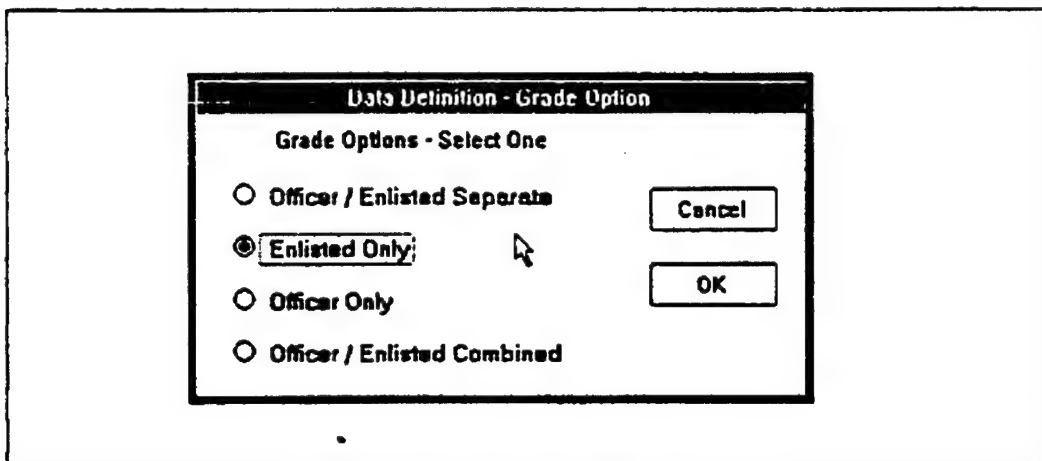 Data Definition - Grade Option
Grade Options - Select One
Officer / Enlisted Separate
Cancel
Enlisted Only
OK
Officer Only
Officer / Enlisted Combined